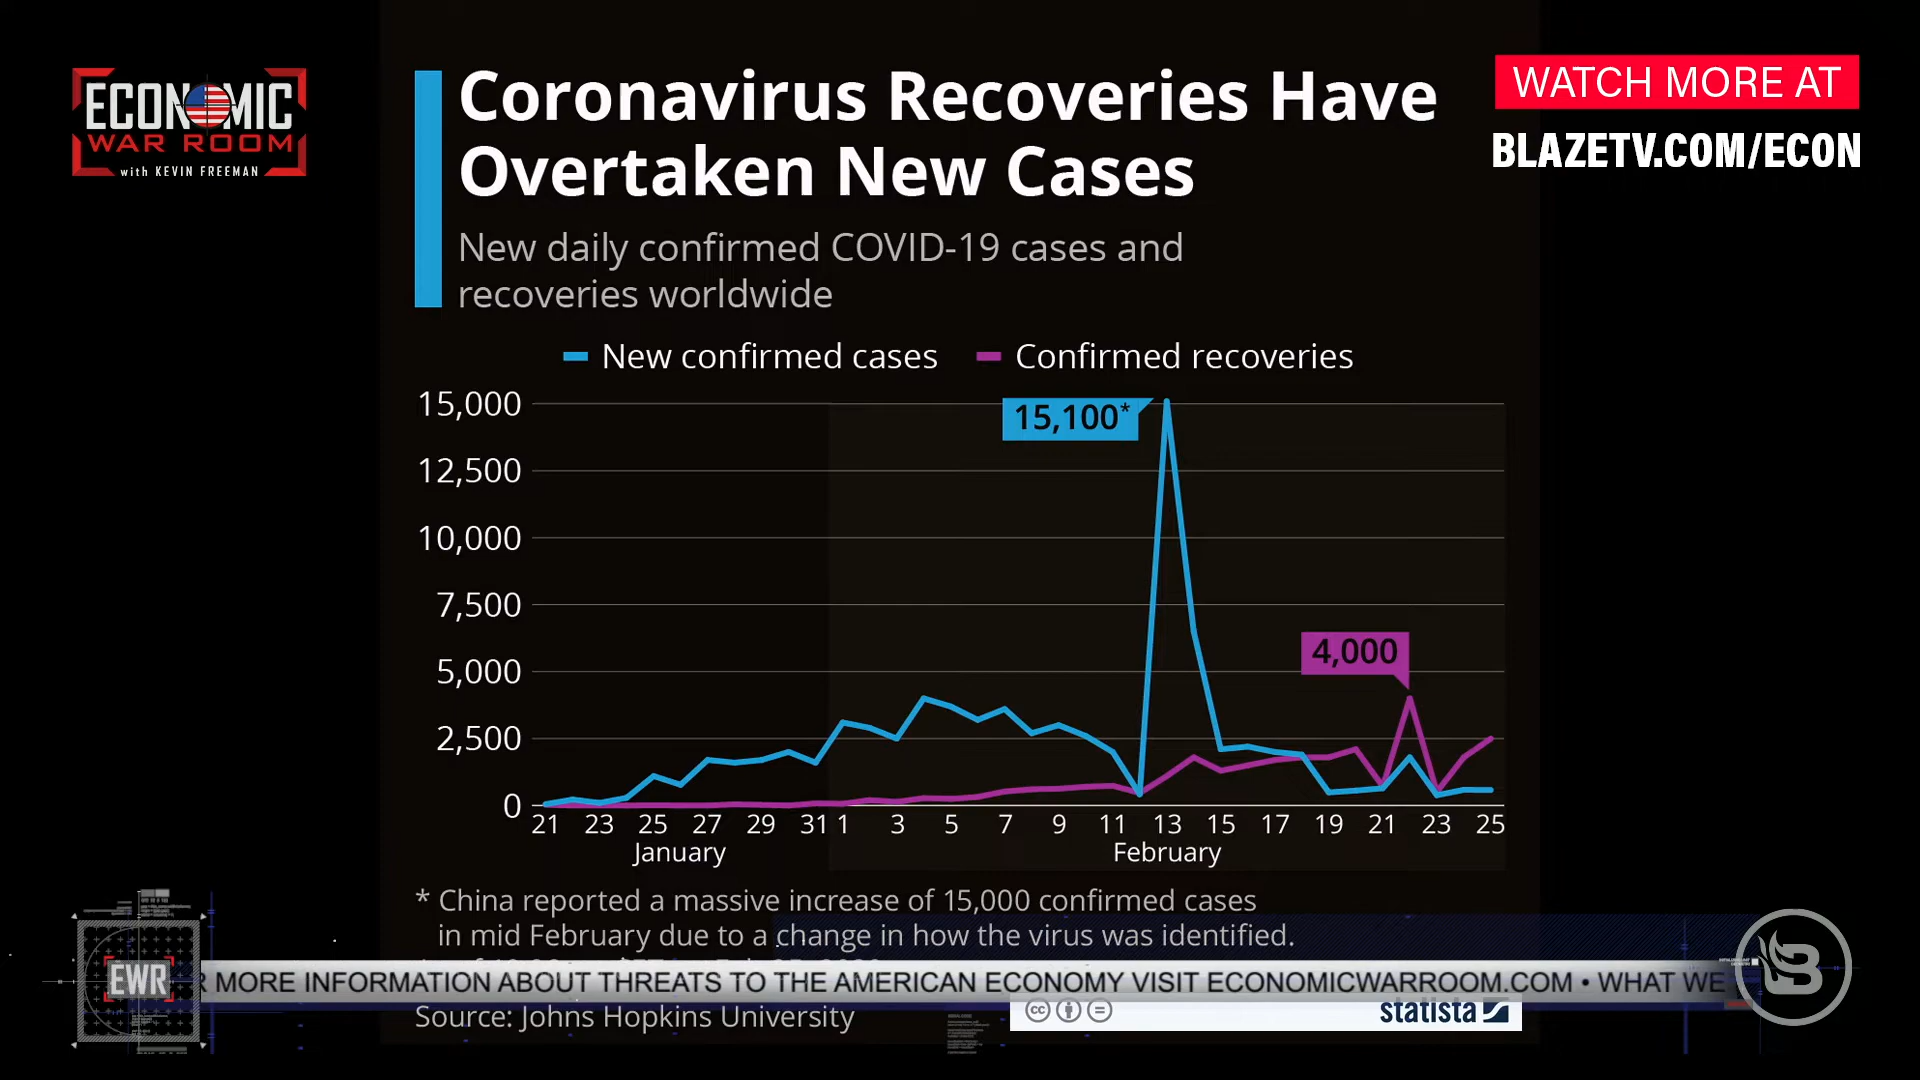 ECONOMIC
WAR ROOM
with KEVIN FREEMAN
Coronavirus Recoveries Have
Overtaken New Cases
WATCH MORE AT
BLAZETV.COM/ECON
New daily confirmed COVID-19 cases and
recoveries worldwide
New confirmed cases
Confirmed recoveries
15,000
12,500
10,000
7,500
5,000
2,500
0
15,100*
4,000
21 23 25 27 29 31 1 3 5 7 9 11 13 15 17 19 21 23 25
January February
* China reported a massive increase of 15,000 confirmed cases
in mid February due to a change in how the virus was identified.
EWR
MORE INFORMATION ABOUT THREATS TO THE AMERICAN ECONOMY VISIT ECONOMICWARROOM.COM • WHAT WE
B
Source: Johns Hopkins University
cc
statista